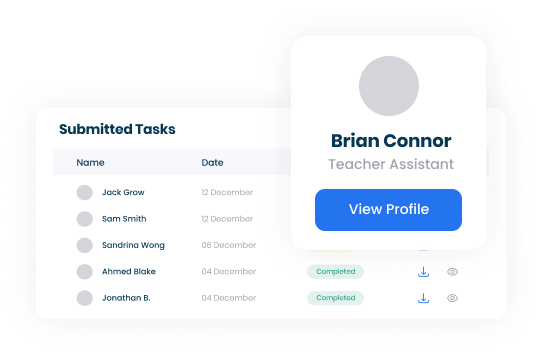 Submitted Tasks
Name Date
Jack Grow 12 December
Sam Smith 12 December
Sandrina Wong 06 December
Ahmed Blake 04 December Completed
Jonathan B. 04 December Completed
Brian Connor
Teacher Assistant
View Profile